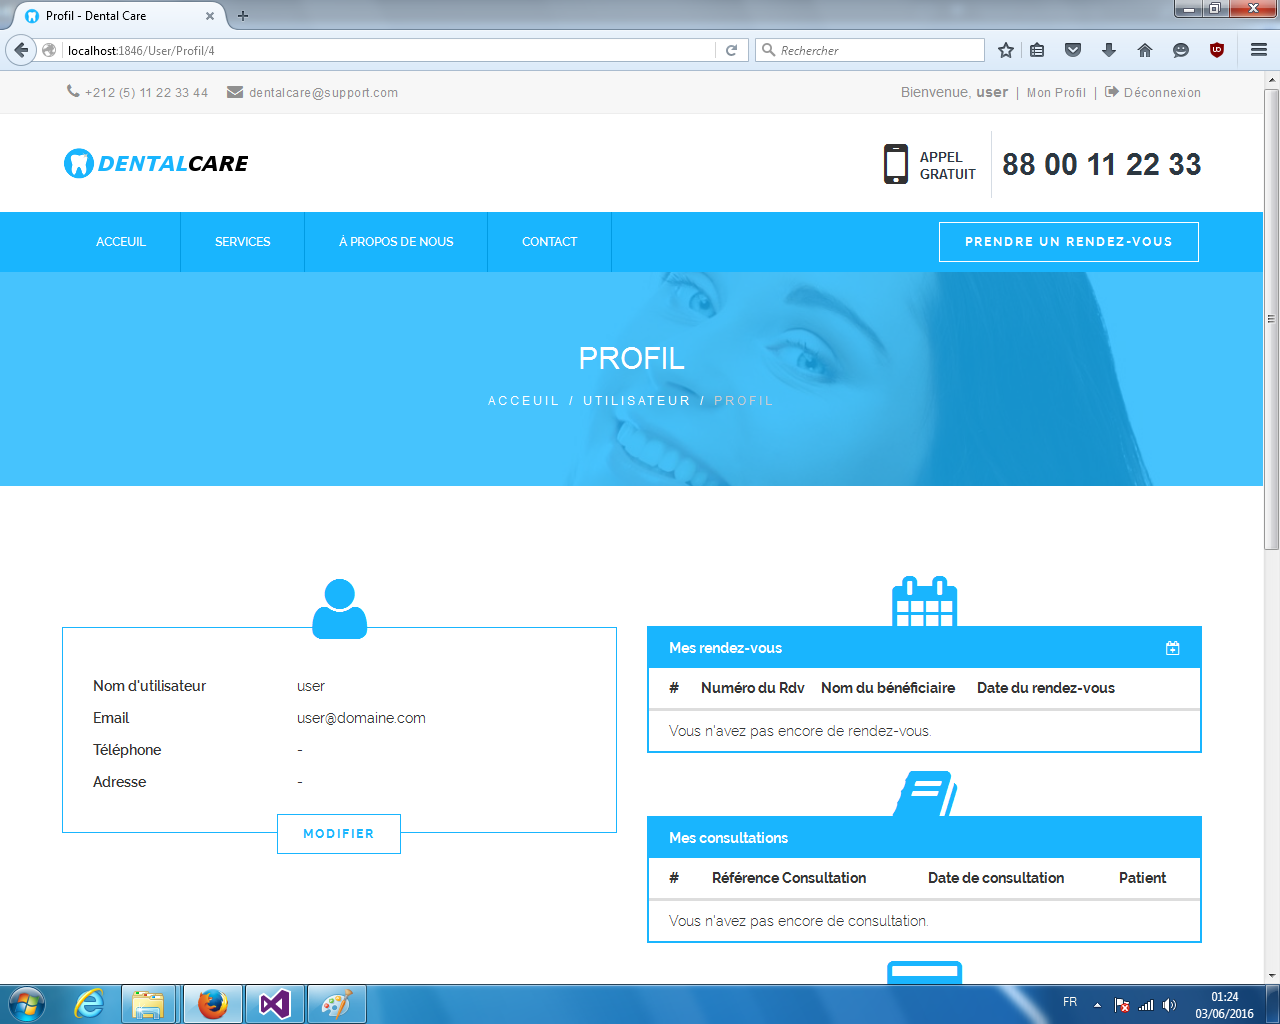 Profil - Dental Care
localhost:1846/User/Profil/4
Rechercher
+212 (5) 11 22 33 44 dentalcare@support.com
Bienvenue, user | Mon Profil | Déconnexion
DENTALCARE
APPEL
GRATUIT
88 00 11 22 33
ACCEUIL SERVICES À PROPOS DE NOUS CONTACT PRENDRE UN RENDEZ-VOUS
PROFIL
ACCEUIL / UTILISATEUR / PROFIL
Nom d'utilisateur user
Email user@domaine.com
Téléphone -
Adresse -
MODIFIER
Mes rendez-vous
# Numéro du Rdv Nom du bénéficiaire Date du rendez-vous
Vous n'avez pas encore de rendez-vous.
Mes consultations
# Référence Consultation Date de consultation Patient
Vous n'avez pas encore de consultation.
FR
01:24
03/06/2016